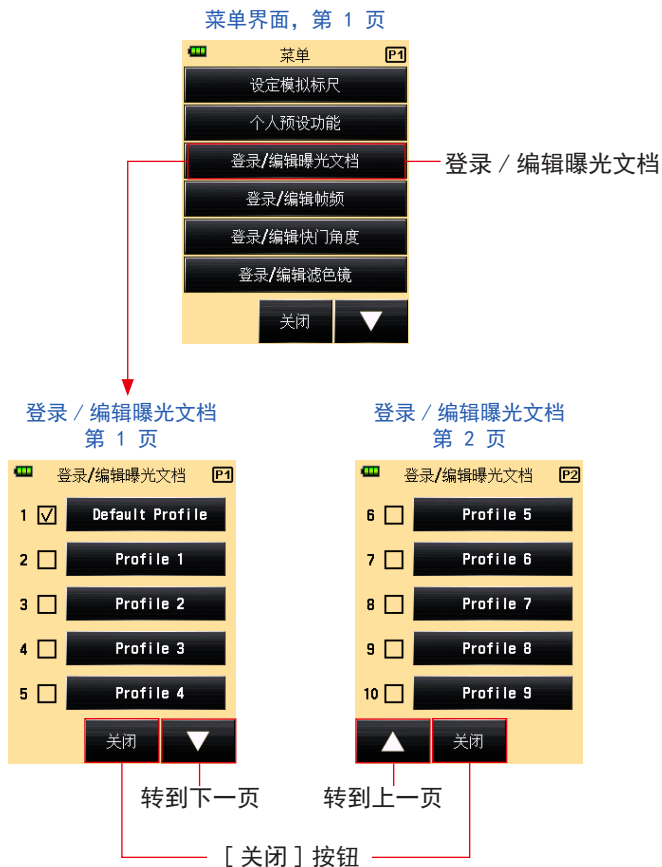 菜单界面，第 1 页
菜单 P1
设定模拟标尺
个人预设功能
登录/编辑曝光文档
登录 / 编辑曝光文档
登录/编辑帧频
登录/编辑快门角度
登录/编辑滤色镜
关闭
登录 / 编辑曝光文档
第 1 页
登录/编辑曝光文档 P1
1 Default Profile
2 Profile 1
3 Profile 2
4 Profile 3
5 Profile 4
关闭
转到下一页
登录 / 编辑曝光文档
第 2 页
登录/编辑曝光文档 P2
6 Profile 5
7 Profile 6
8 Profile 7
9 Profile 8
10 Profile 9
关闭
转到上一页
[ 关闭 ] 按钮